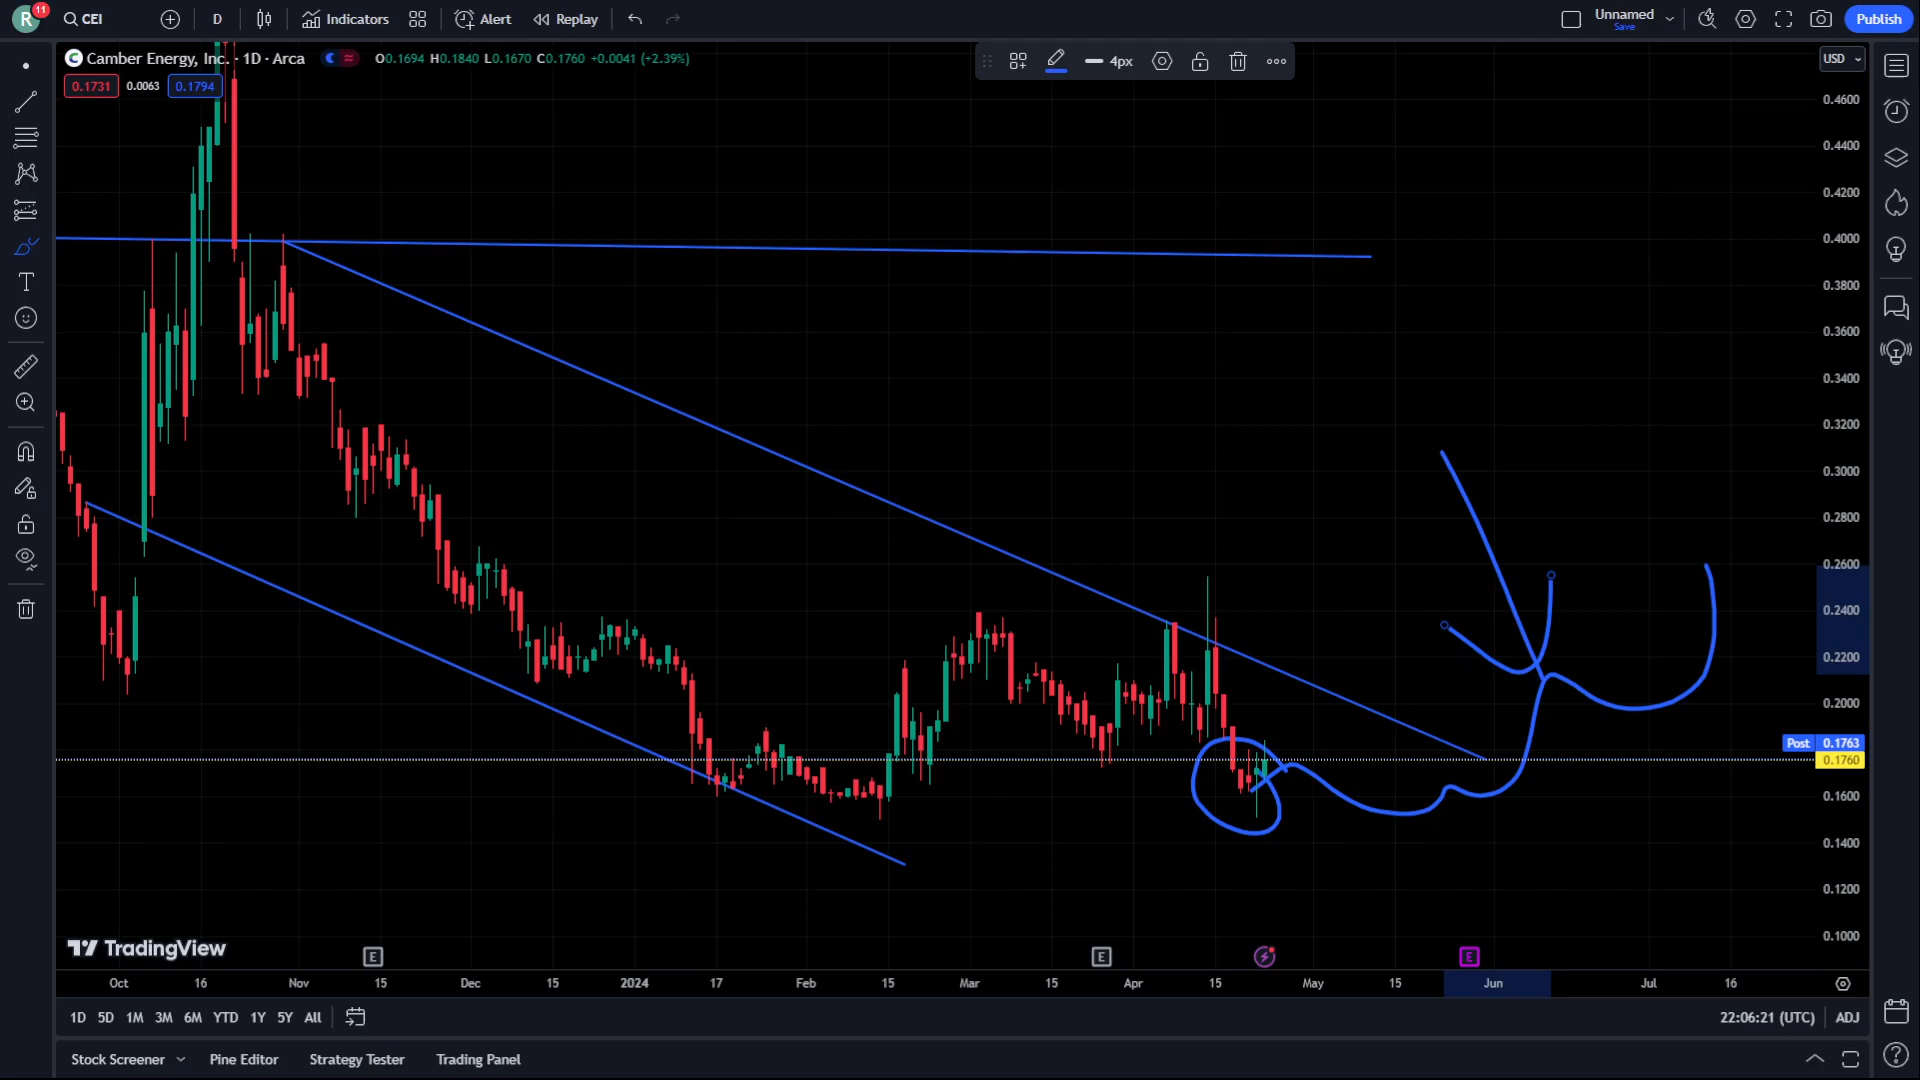 R 11 CEI D Indicators Alert Replay Unnamed Save Publish
Camber Energy, Inc. · 1D · Arca O0.1694 H0.1840 L0.1670 C0.1760 +0.0041 (+2.39%) 4px USD
0.1731 0.0063 0.1794
0.4600
0.4400
0.4200
0.4000
0.3800
0.3600
0.3400
0.3200
0.3000
0.2800
0.2600
0.2400
0.2200
0.2000
Post 0.1763
0.1760
0.1600
0.1400
0.1200
0.1000
TradingView
E E E
Oct 16 Nov 15 Dec 15 2024 17 Feb 15 Mar 15 Apr 15 May 15 Jun Jul 16
1D 5D 1M 3M 6M YTD 1Y 5Y All 22:06:21 (UTC) ADJ
Stock Screener Pine Editor Strategy Tester Trading Panel